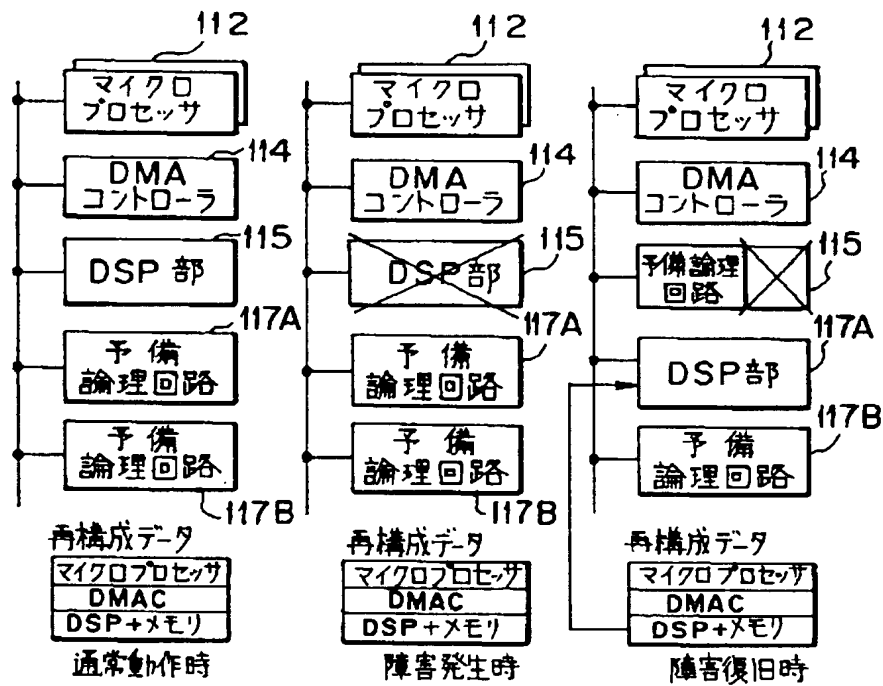 112
マイクロ
プロセッサ
114
DMA
コントローラ
115
DSP部
117A
予備
論理回路
予備
論理回路
117B
再構成データ
マイクロプロセッサ
DMAC
DSP+メモリ
通常動作時
112
マイクロ
プロセッサ
114
DMA
コントローラ
115
DSP部
117A
予備
論理回路
予備
論理回路
117B
再構成データ
マイクロプロセッサ
DMAC
DSP+メモリ
障害発生時
112
マイクロ
プロセッサ
114
DMA
コントローラ
115
予備論理
回路
117A
DSP部
117B
予備
論理回路
再構成データ
マイクロプロセッサ
DMAC
DSP+メモリ
障害復旧時